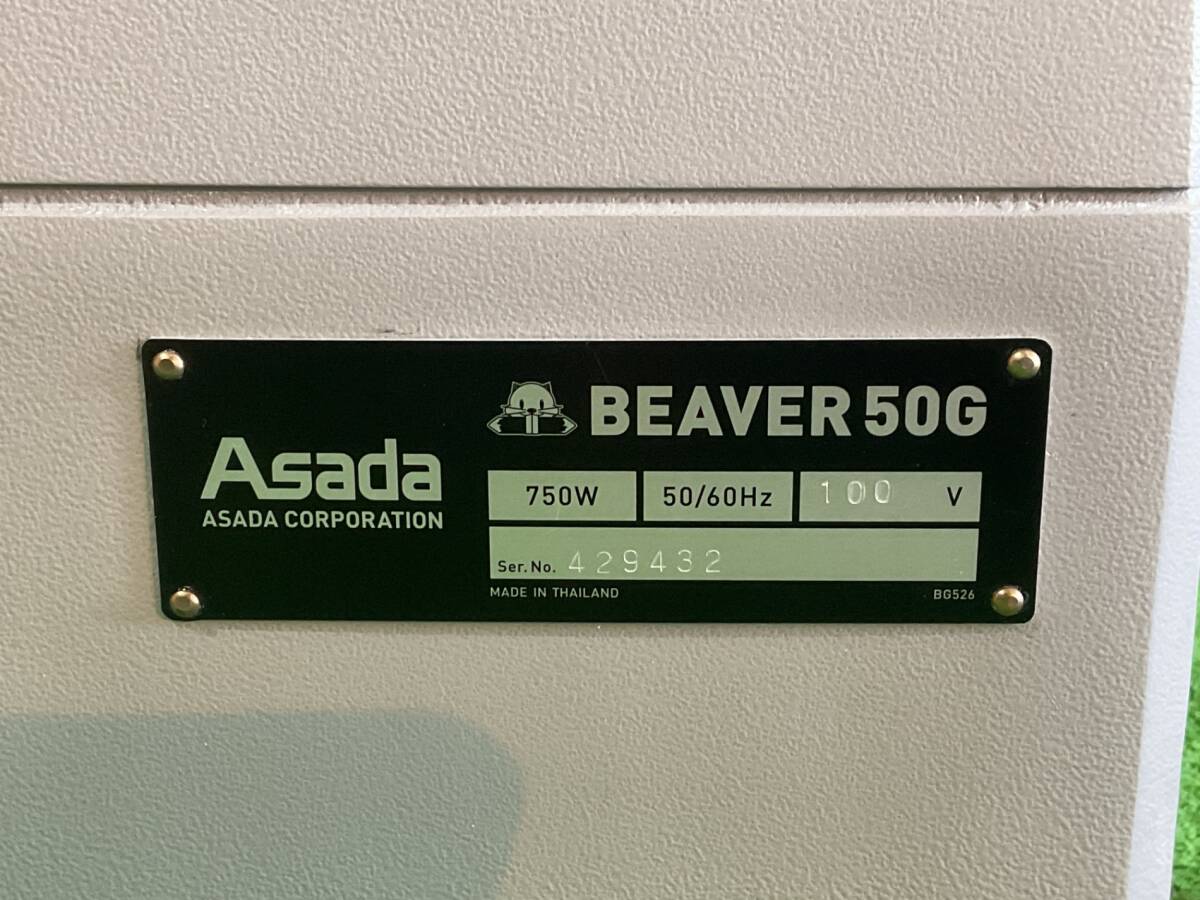 Asada
ASADA CORPORATION
BEAVER 50G
750W 50/60Hz 100 V
Ser. No. 429432
MADE IN THAILAND BG526